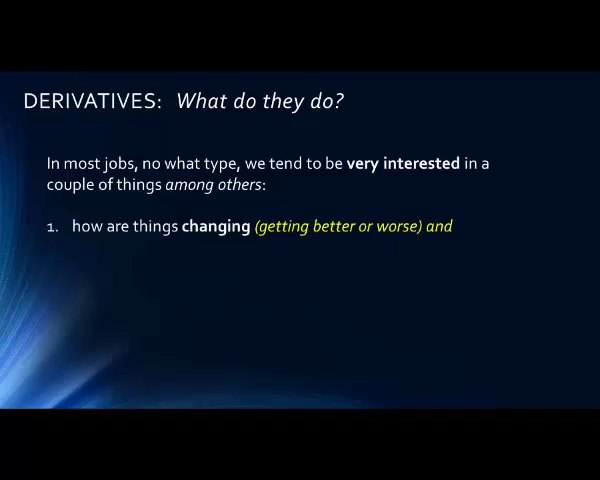 DERIVATIVES: What do they do?
In most jobs, no what type, we tend to be very interested in a
couple of things among others:
1. how are things changing (getting better or worse) and